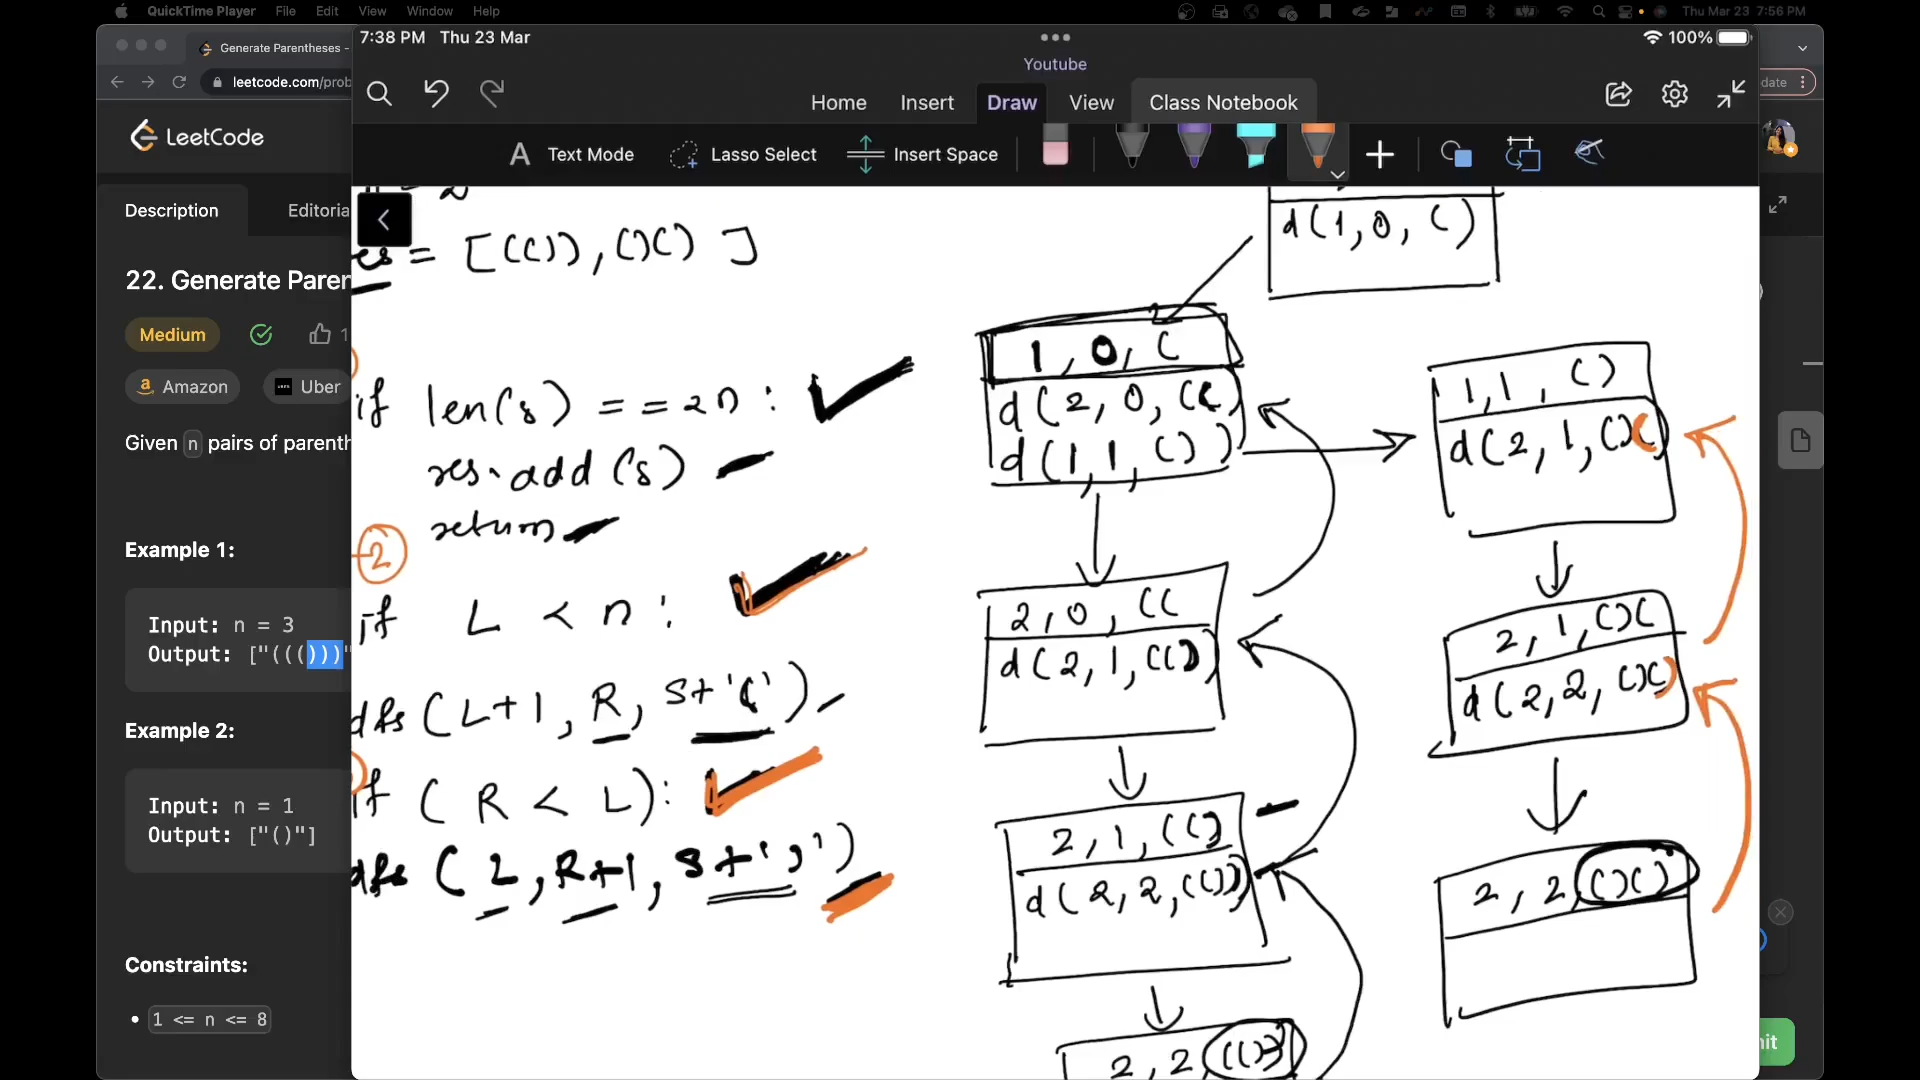 QuickTime Player File Edit View Window Help Thu Mar 23 7:56 PM
Generate Parentheses -
7:38 PM Thu 23 Mar
100%
Youtube
leetcode.com/prob
date
Home Insert Draw View Class Notebook
LeetCode
Text Mode Lasso Select Insert Space
Description Editoria
22. Generate Paren
Medium
1
Amazon Uber
Given n pairs of parenth
Example 1:
Input: n = 3
Output: ["((()))"
Example 2:
Input: n = 1
Output: ["()"]
Constraints:
1 <= n <= 8
= [(()), ()() ]
if len(s) == 2n :
res.add (s)
return
2
if L < n :
dfs (L+1, R, s+'(')
if ( R < L):
dfs ( L, R+1, s+')')
d(1, 0, ()
1, 0, (
d(2, 0, ((
d(1, 1, ())
2, 0, ((
d(2, 1, (()
2, 1, (()
d(2, 2, (())
2, 2, (())
1, 1, ()
d(2, 1, ()()
2, 1, ()(
d(2, 2, ()()
2, 2, ()()
it